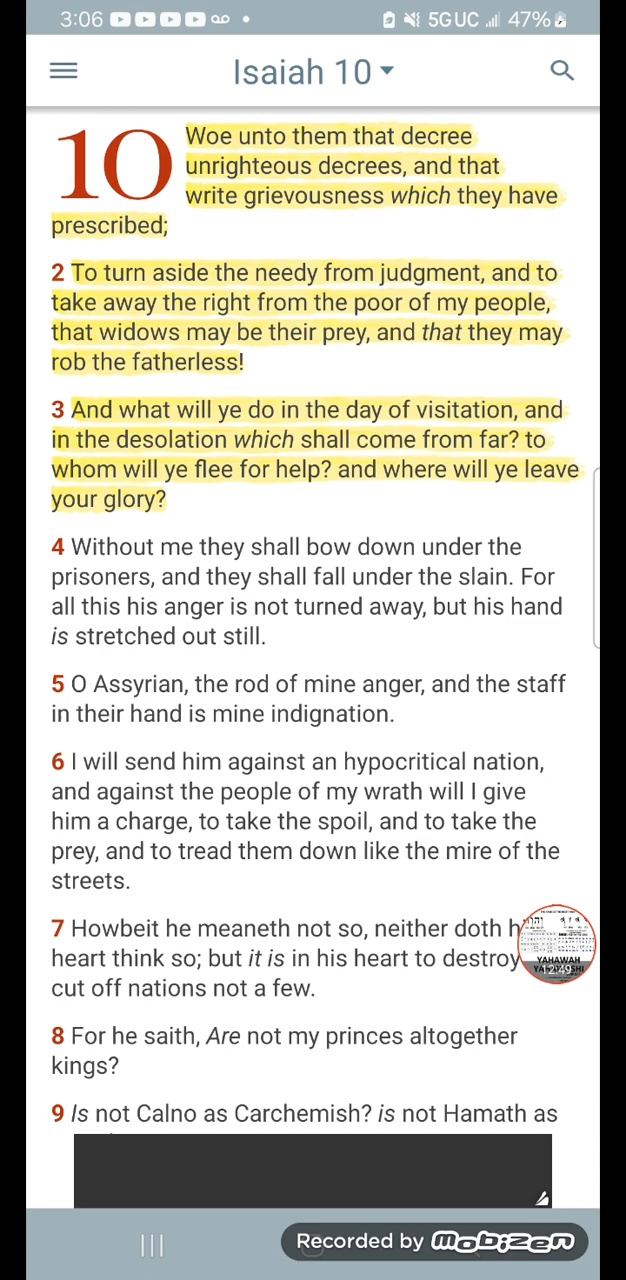 3:06 5G UC 47%
Isaiah 10
10 Woe unto them that decree
unrighteous decrees, and that
write grievousness which they have
prescribed;
2 To turn aside the needy from judgment, and to
take away the right from the poor of my people,
that widows may be their prey, and that they may
rob the fatherless!
3 And what will ye do in the day of visitation, and
in the desolation which shall come from far? to
whom will ye flee for help? and where will ye leave
your glory?
4 Without me they shall bow down under the
prisoners, and they shall fall under the slain. For
all this his anger is not turned away, but his hand
is stretched out still.
5 O Assyrian, the rod of mine anger, and the staff
in their hand is mine indignation.
6 I will send him against an hypocritical nation,
and against the people of my wrath will I give
him a charge, to take the spoil, and to take the
prey, and to tread them down like the mire of the
streets.
7 Howbeit he meaneth not so, neither doth h
heart think so; but it is in his heart to destroy
cut off nations not a few.
YAHAWAH
12:49
8 For he saith, Are not my princes altogether
kings?
9 Is not Calno as Carchemish? is not Hamath as
Recorded by Mobizen